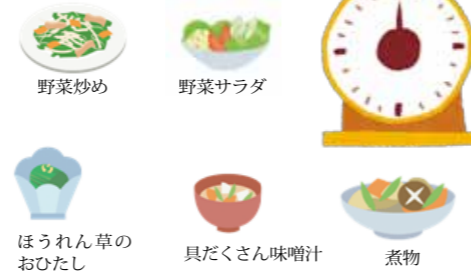 野菜炒め
野菜サラダ
ほうれん草の
おひたし
具だくさん味噌汁
煮物